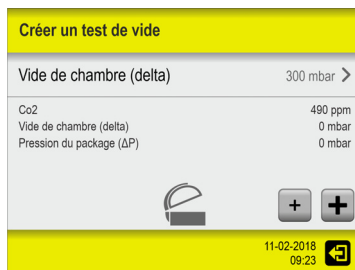 Créer un test de vide
Vide de chambre (delta) 300 mbar
Co2 490 ppm
Vide de chambre (delta) 0 mbar
Pression du package (ΔP) 0 mbar
+ +
11-02-2018
09:23